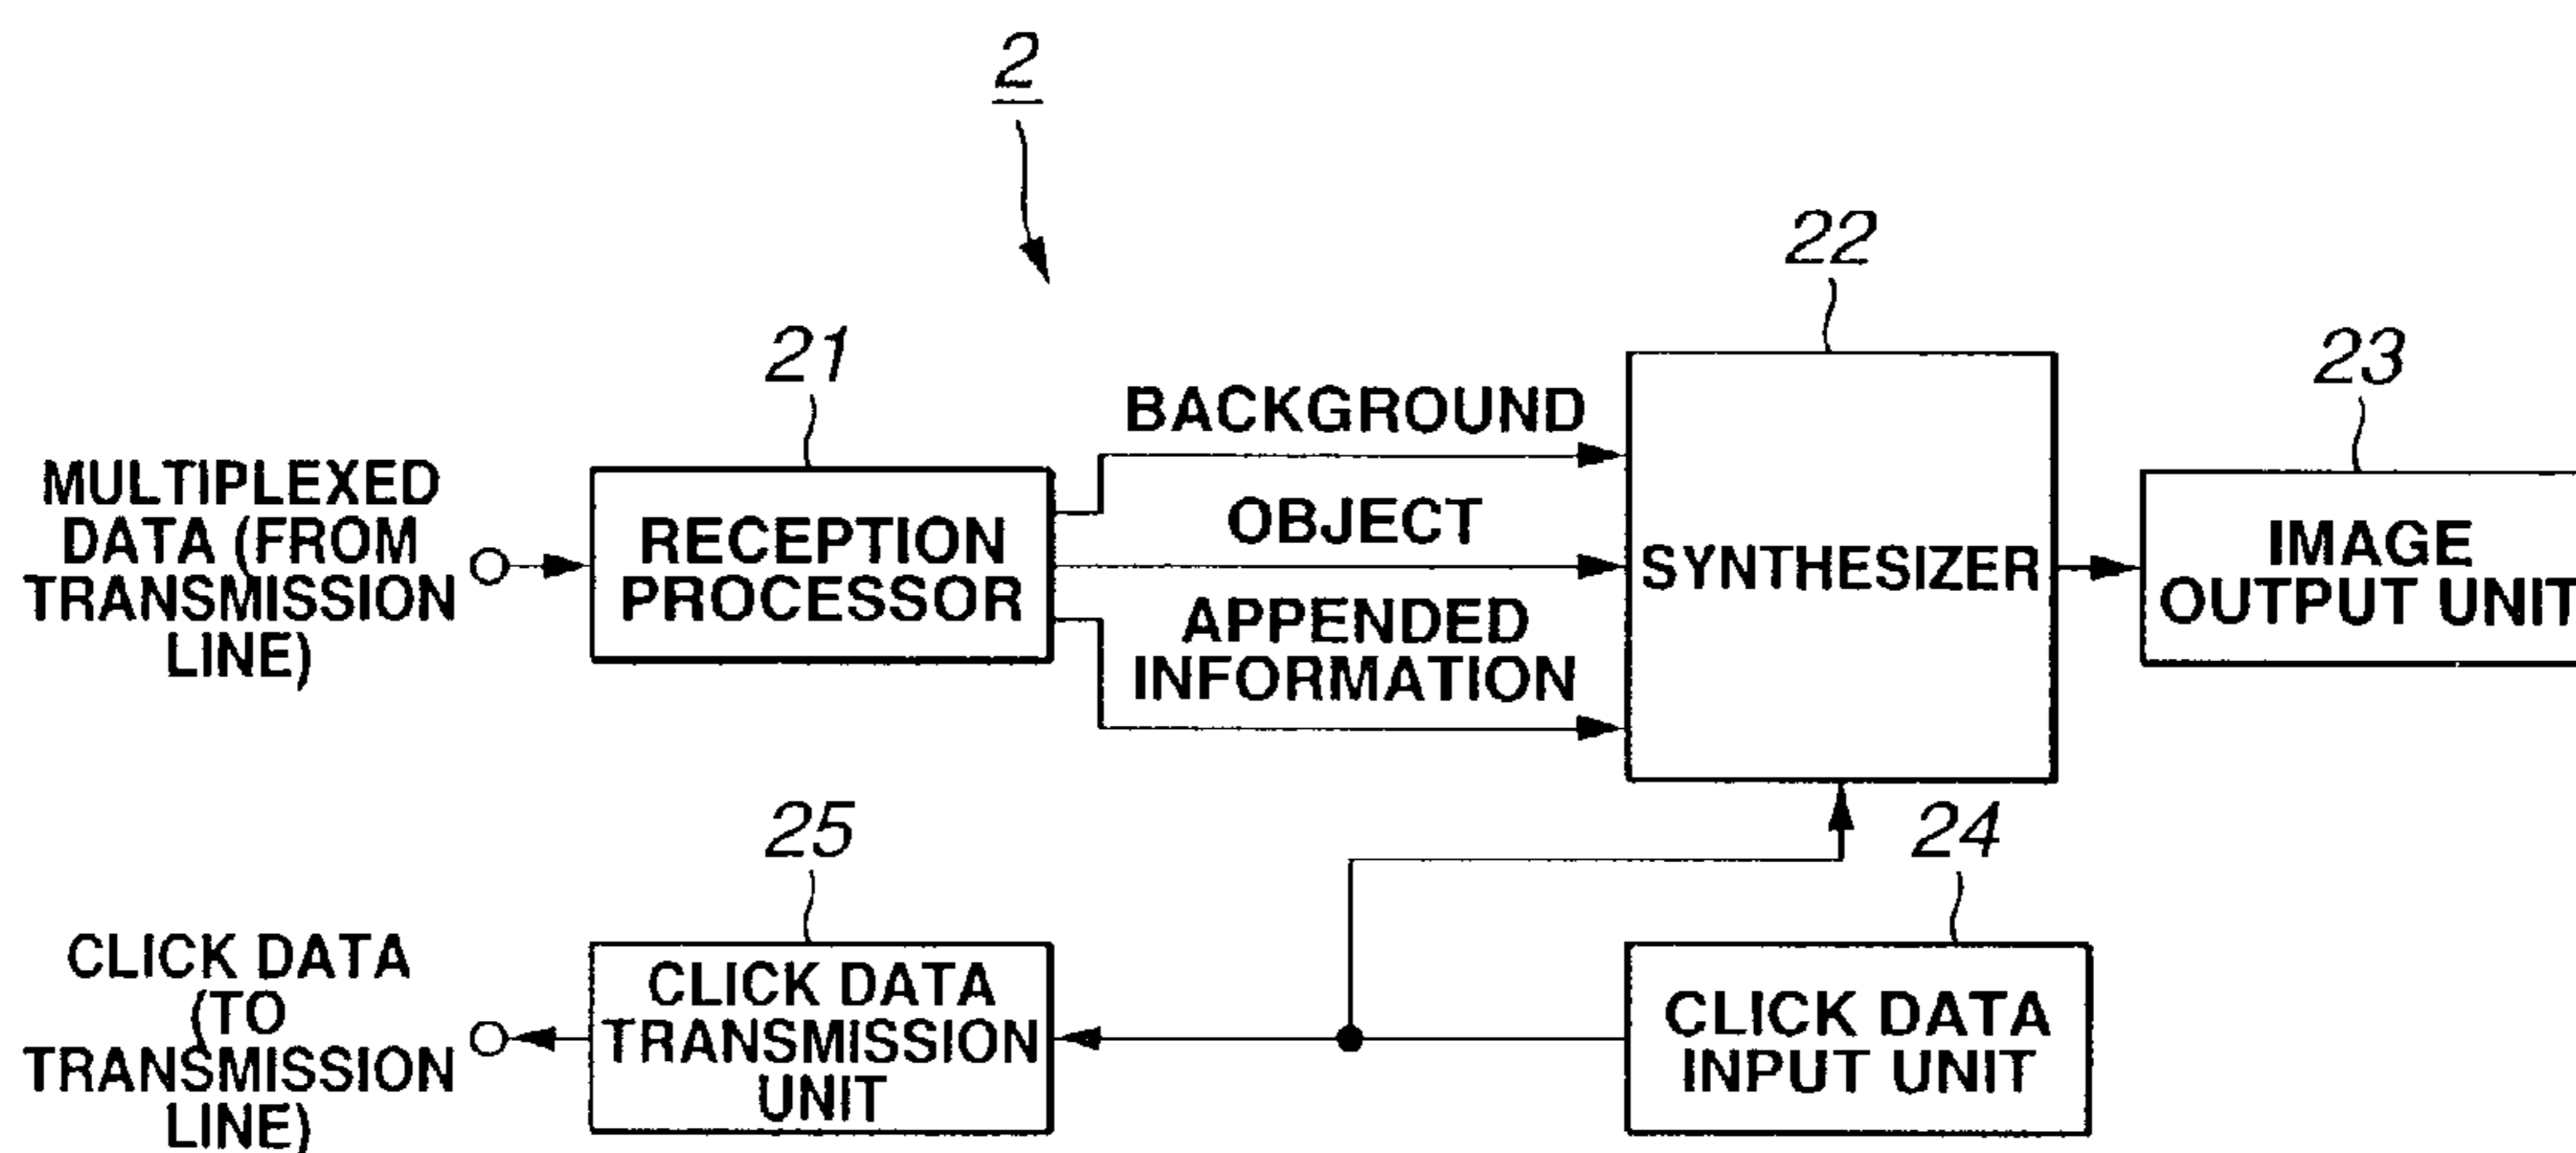 2
22
21
23
BACKGROUND
MULTIPLEXED
DATA (FROM
TRANSMISSION
LINE)
RECEPTION
PROCESSOR
OBJECT
SYNTHESIZER
IMAGE
OUTPUT UNIT
APPENDED
INFORMATION
25
24
CLICK DATA
(TO
TRANSMISSION
LINE)
CLICK DATA
TRANSMISSION
UNIT
CLICK DATA
INPUT UNIT